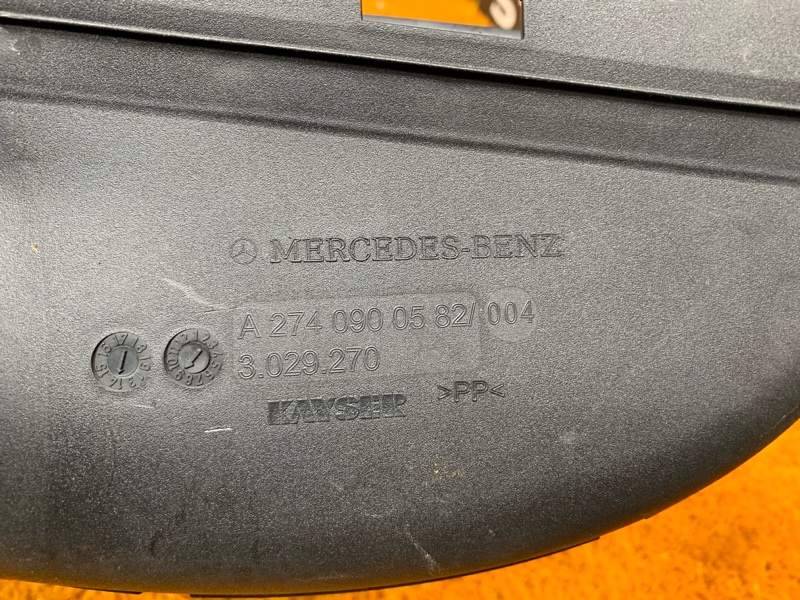 MERCEDES-BENZ
A 274 090 05 82/ 004
3.029.270
KAYSER >PP<